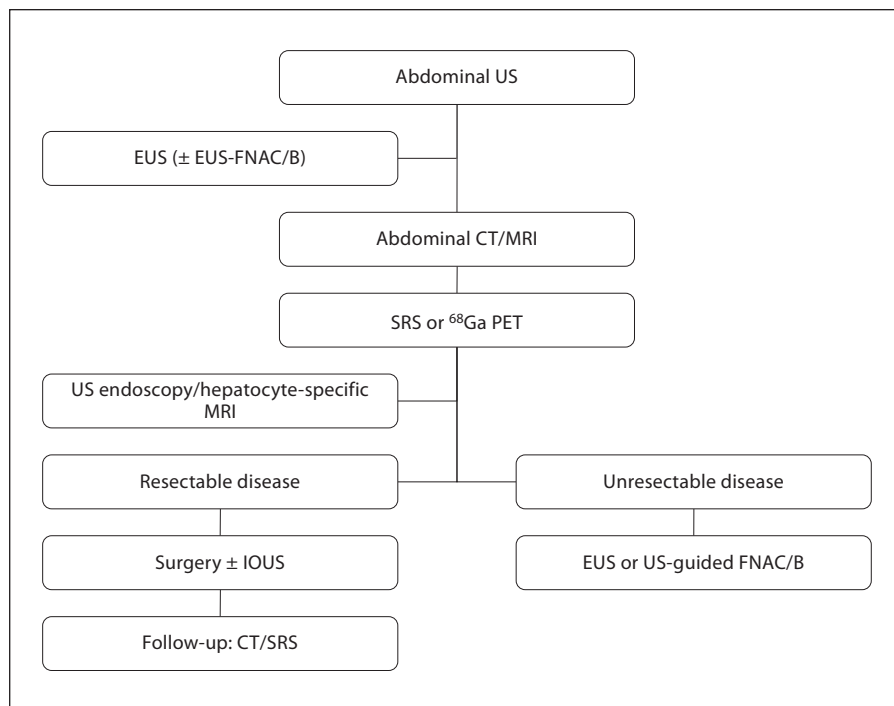 Abdominal US
EUS (± EUS-FNAC/B)
Abdominal CT/MRI
SRS or ⁶⁸Ga PET
US endoscopy/hepatocyte-specific
MRI
Resectable disease
Unresectable disease
Surgery ± IOUS
EUS or US-guided FNAC/B
Follow-up: CT/SRS